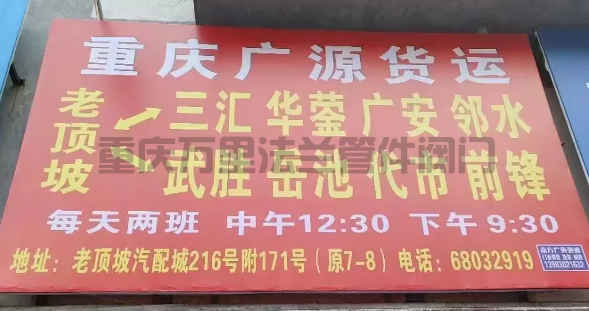 重庆广源货运
老顶坡
三汇 华蓥 广安 邻水
重庆万里法兰管件阀门
武胜 岳池 代市 前锋
每天两班 中午12:30 下午 9:30
地址：老顶坡汽配城216号附171号（原7-8） 电话：68032919
13983021632